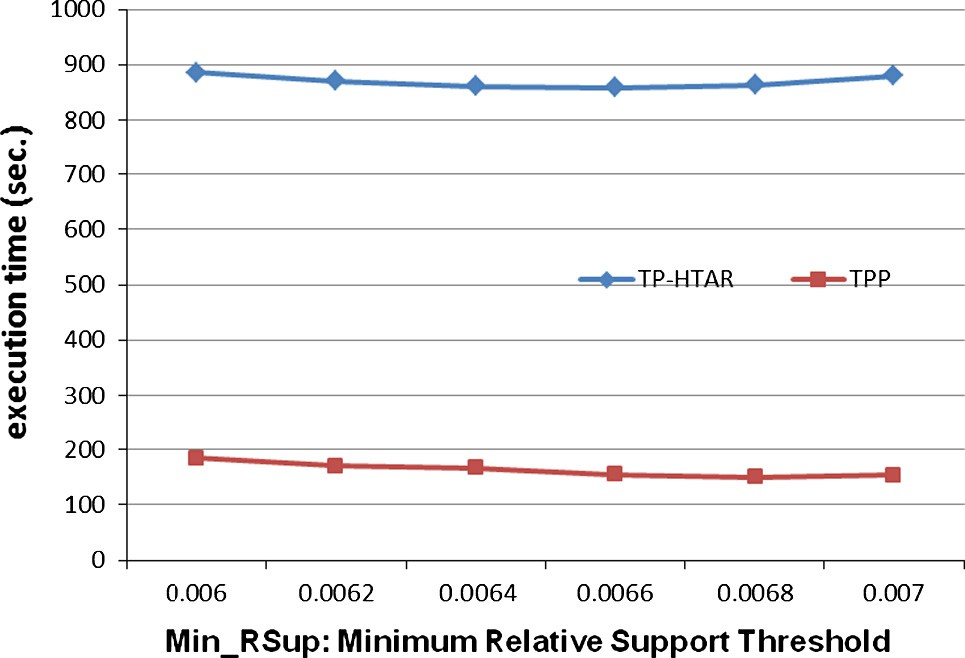 1000
900
800
700
600
500
400
300
200
100
0
execution time (sec.)
TP-HTAR
TPP
0.006 0.0062 0.0064 0.0066 0.0068 0.007
Min_RSup: Minimum Relative Support Threshold